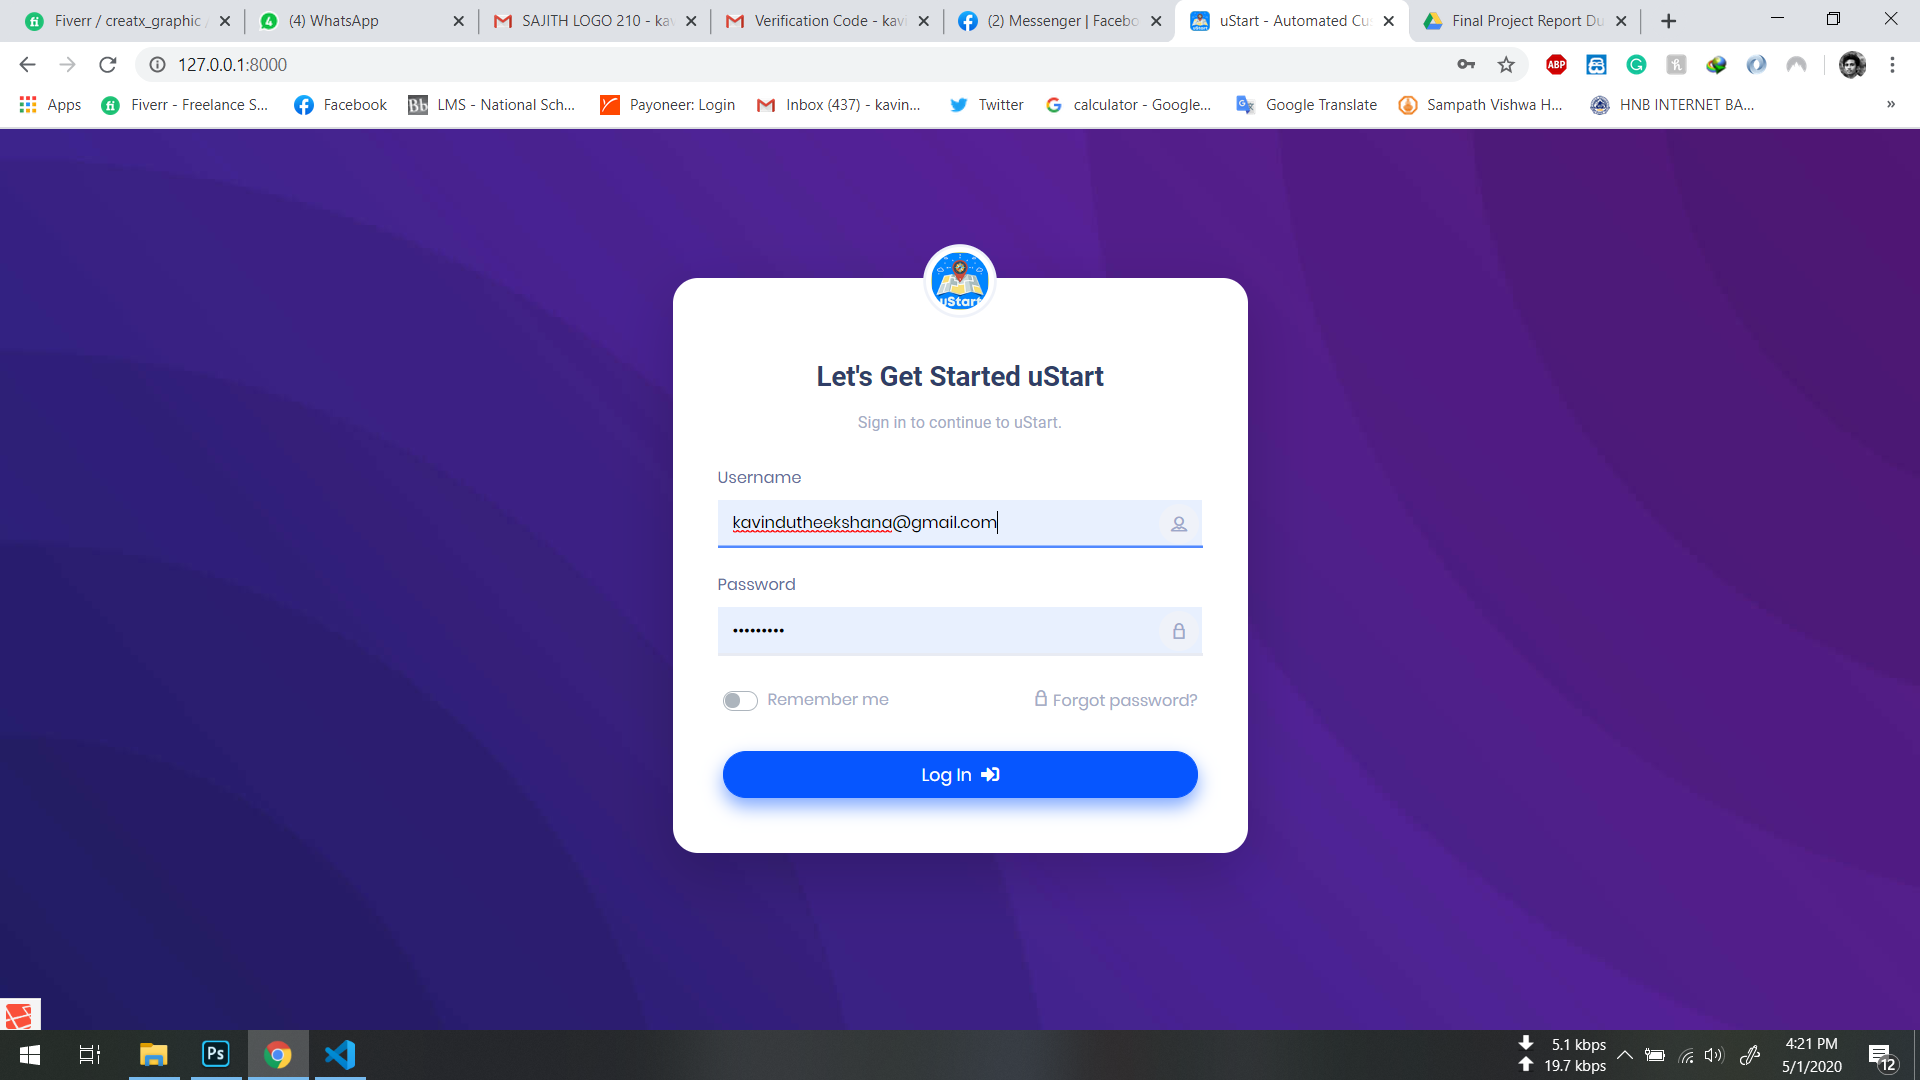 Fiverr / creatx_graphic /
(4) WhatsApp
SAJITH LOGO 210 - kav
Verification Code - kavi
(2) Messenger | Facebo
uStart - Automated Cu
Final Project Report Du
127.0.0.1:8000
ABP
Apps
Fiverr - Freelance S...
Facebook
Bb
LMS - National Sch...
Payoneer: Login
Inbox (437) - kavin...
Twitter
calculator - Google...
Google Translate
Sampath Vishwa H...
HNB INTERNET BA...
»
uStart
Let's Get Started uStart
Sign in to continue to uStart.
Username
kavindutheekshana@gmail.com
Password
•••••••••
Remember me
Forgot password?
Log In
Ps
5.1 kbps
19.7 kbps
4:21 PM
5/1/2020
12